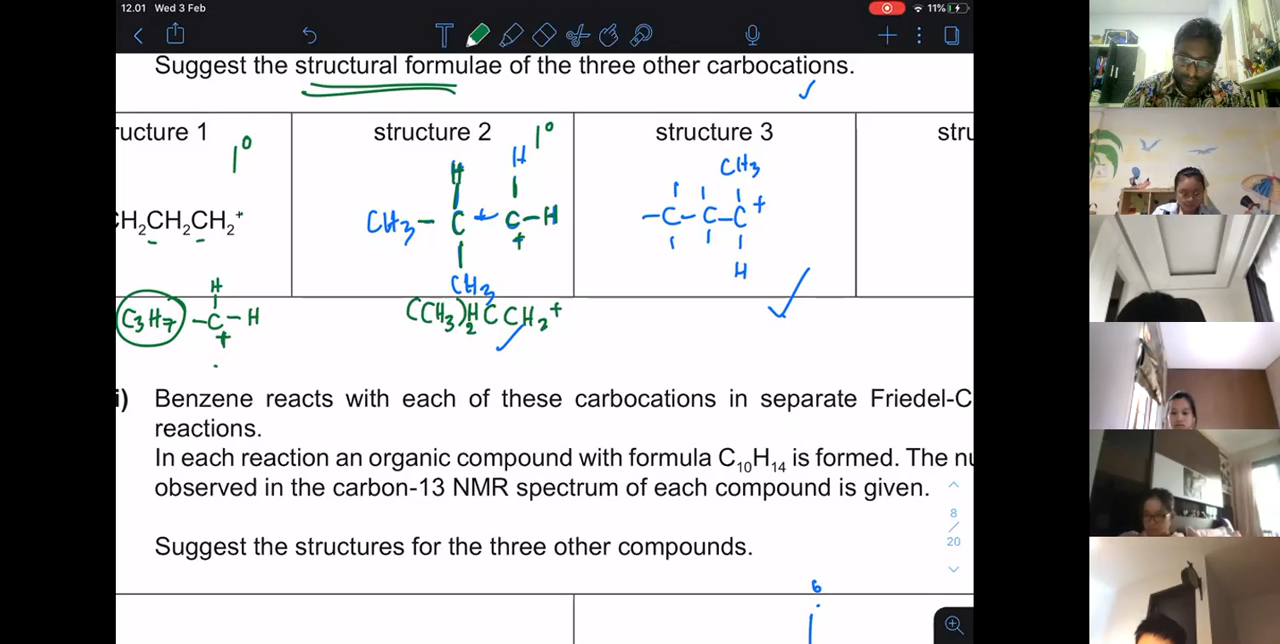 12.01 Wed 3 Feb
11%
T
Suggest the structural formulae of the three other carbocations.
ructure 1
1°
structure 2
1°
structure 3
stru
H
H
CH3
CH3 – C – C – H
+
– C – C – C +
CH3
H
CH2CH2CH2+
H
C3H7 – C – H
+
(CH3)2HCCH2+
i) Benzene reacts with each of these carbocations in separate Friedel-C
reactions.
In each reaction an organic compound with formula C10H14 is formed. The nu
observed in the carbon-13 NMR spectrum of each compound is given.
8
/
20
Suggest the structures for the three other compounds.
6